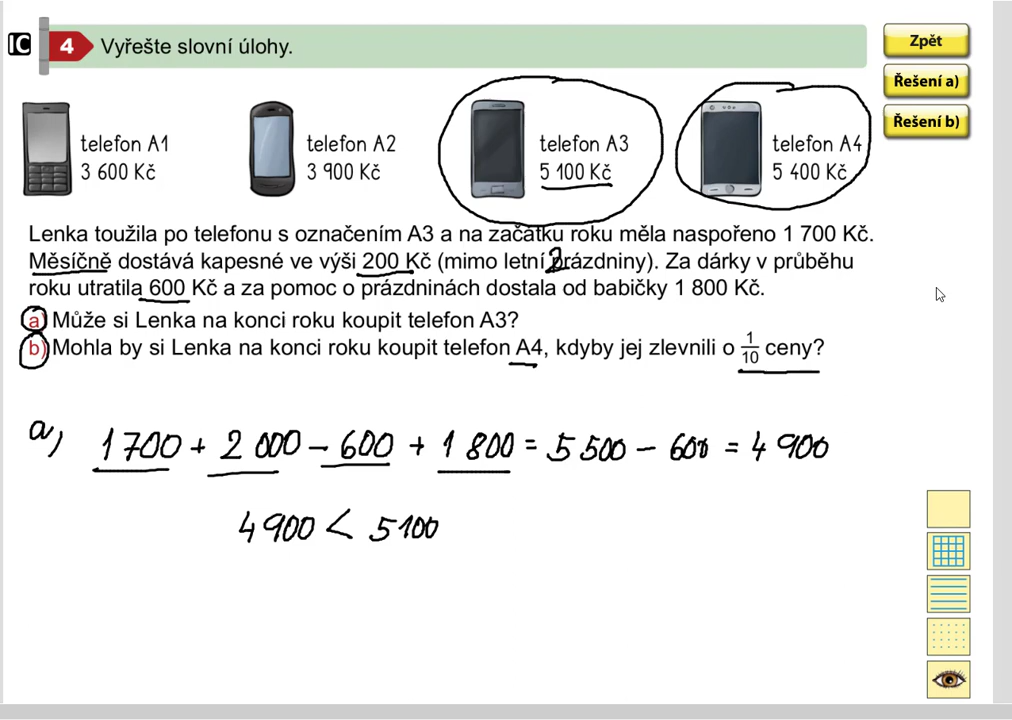 IC
4 Vyřešte slovní úlohy.
Zpět
Řešení a)
Řešení b)
telefon A1
3 600 Kč
telefon A2
3 900 Kč
telefon A3
5 100 Kč
telefon A4
5 400 Kč
Lenka toužila po telefonu s označením A3 a na začátku roku měla naspořeno 1 700 Kč.
Měsíčně dostává kapesné ve výši 200 Kč (mimo letní prázdniny). Za dárky v průběhu
2
roku utratila 600 Kč a za pomoc o prázdninách dostala od babičky 1 800 Kč.
a) Může si Lenka na konci roku koupit telefon A3?
b) Mohla by si Lenka na konci roku koupit telefon A4, kdyby jej zlevnili o 1/10 ceny?
a) 1 700 + 2 000 – 600 + 1 800 = 5 500 – 600 = 4 900
4 900 < 5 100